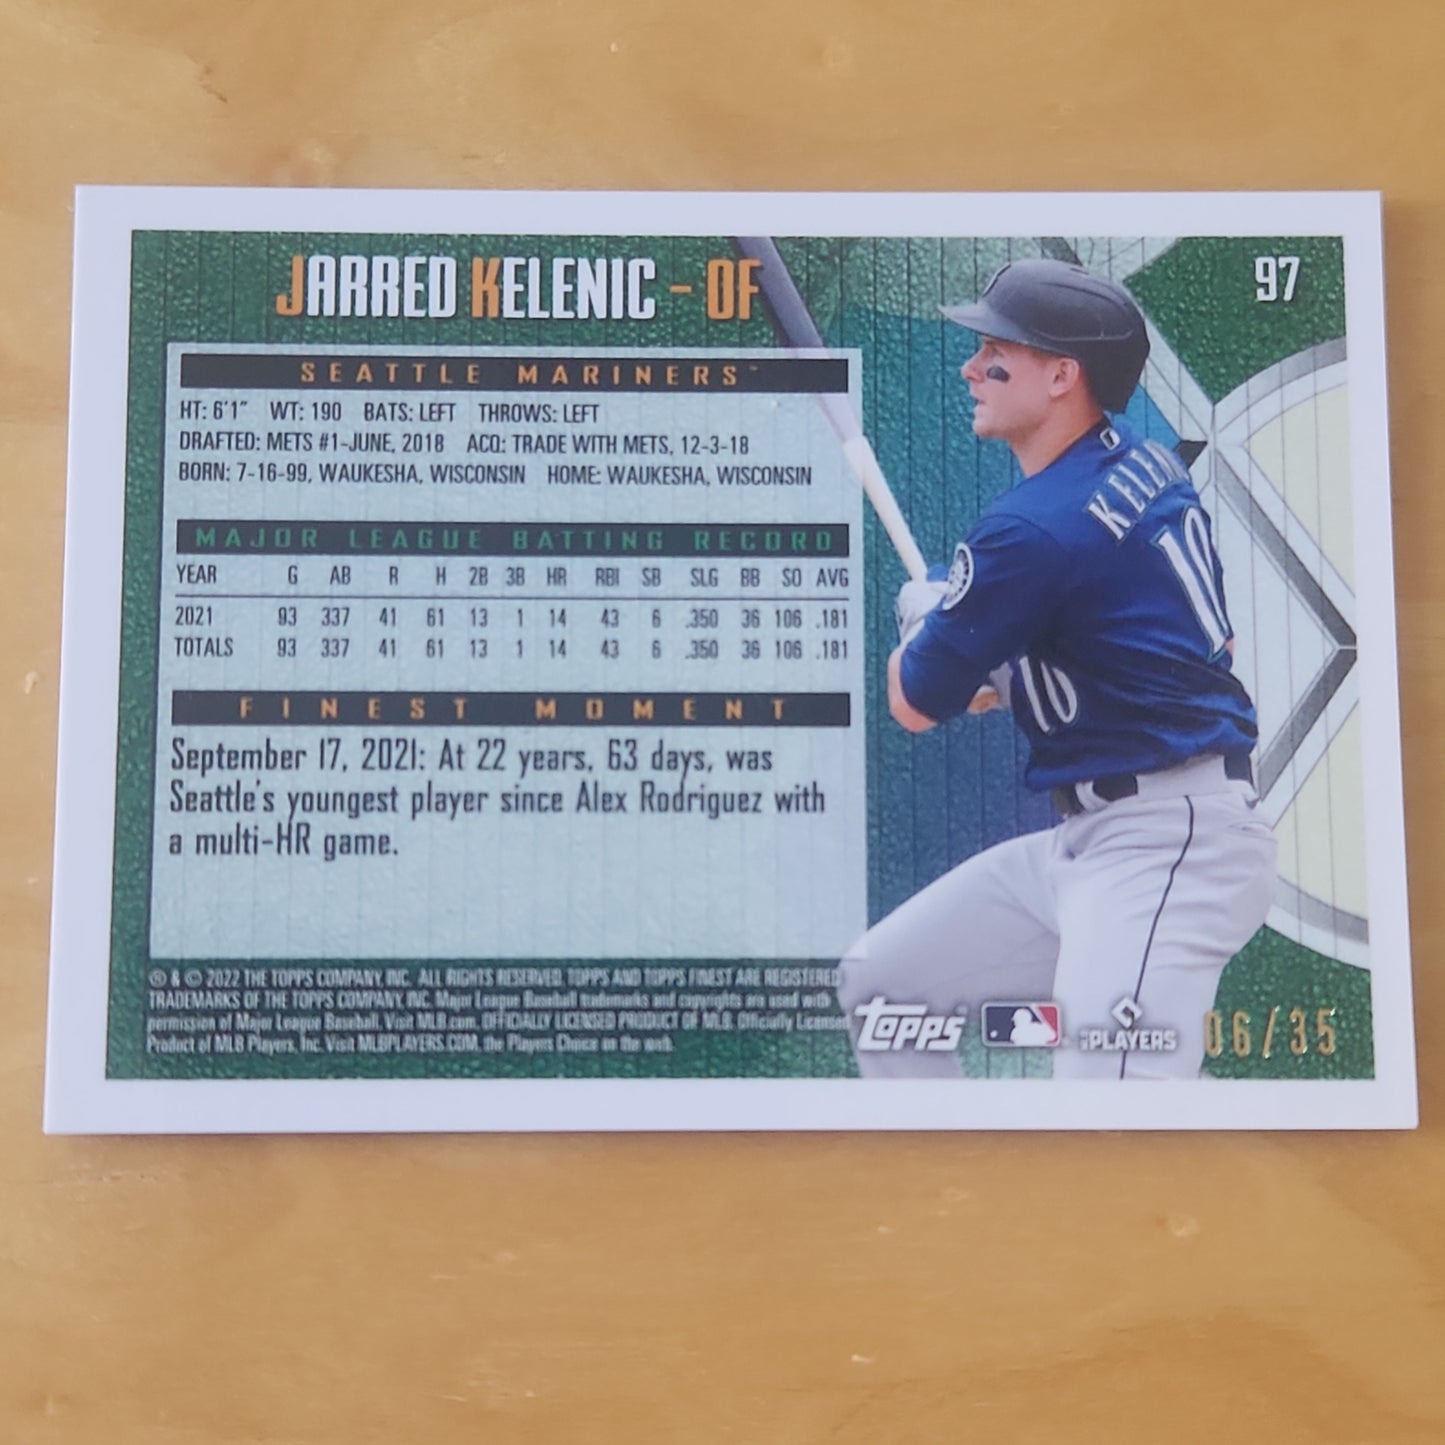 JARRED KELENIC - OF
97
SEATTLE MARINERS™
HT: 6'1" WT: 190 BATS: LEFT THROWS: LEFT
DRAFTED: METS #1-JUNE, 2018 ACQ: TRADE WITH METS, 12-3-18
BORN: 7-16-99, WAUKESHA, WISCONSIN HOME: WAUKESHA, WISCONSIN
MAJOR LEAGUE BATTING RECORD
YEAR G AB R H 2B 3B HR RBI SB SLG BB SO AVG
2021 93 337 41 61 13 1 14 43 6 .350 36 106 .181
TOTALS 93 337 41 61 13 1 14 43 6 .350 36 106 .181
FINEST MOMENT
September 17, 2021: At 22 years, 63 days, was
Seattle's youngest player since Alex Rodriguez with
a multi-HR game.
KELENI
10
10
® & © 2022 THE TOPPS COMPANY, INC. ALL RIGHTS RESERVED. TOPPS AND TOPPS FINEST ARE REGISTERED
TRADEMARKS OF THE TOPPS COMPANY, INC. Major League Baseball trademarks and copyrights are used with
permission of Major League Baseball. Visit MLB.com. OFFICIALLY LICENSED PRODUCT OF MLB. Officially Licensed
Product of MLB Players, Inc. Visit MLBPLAYERS.COM, the Players Choice on the web.
topps
PLAYERS
06/35